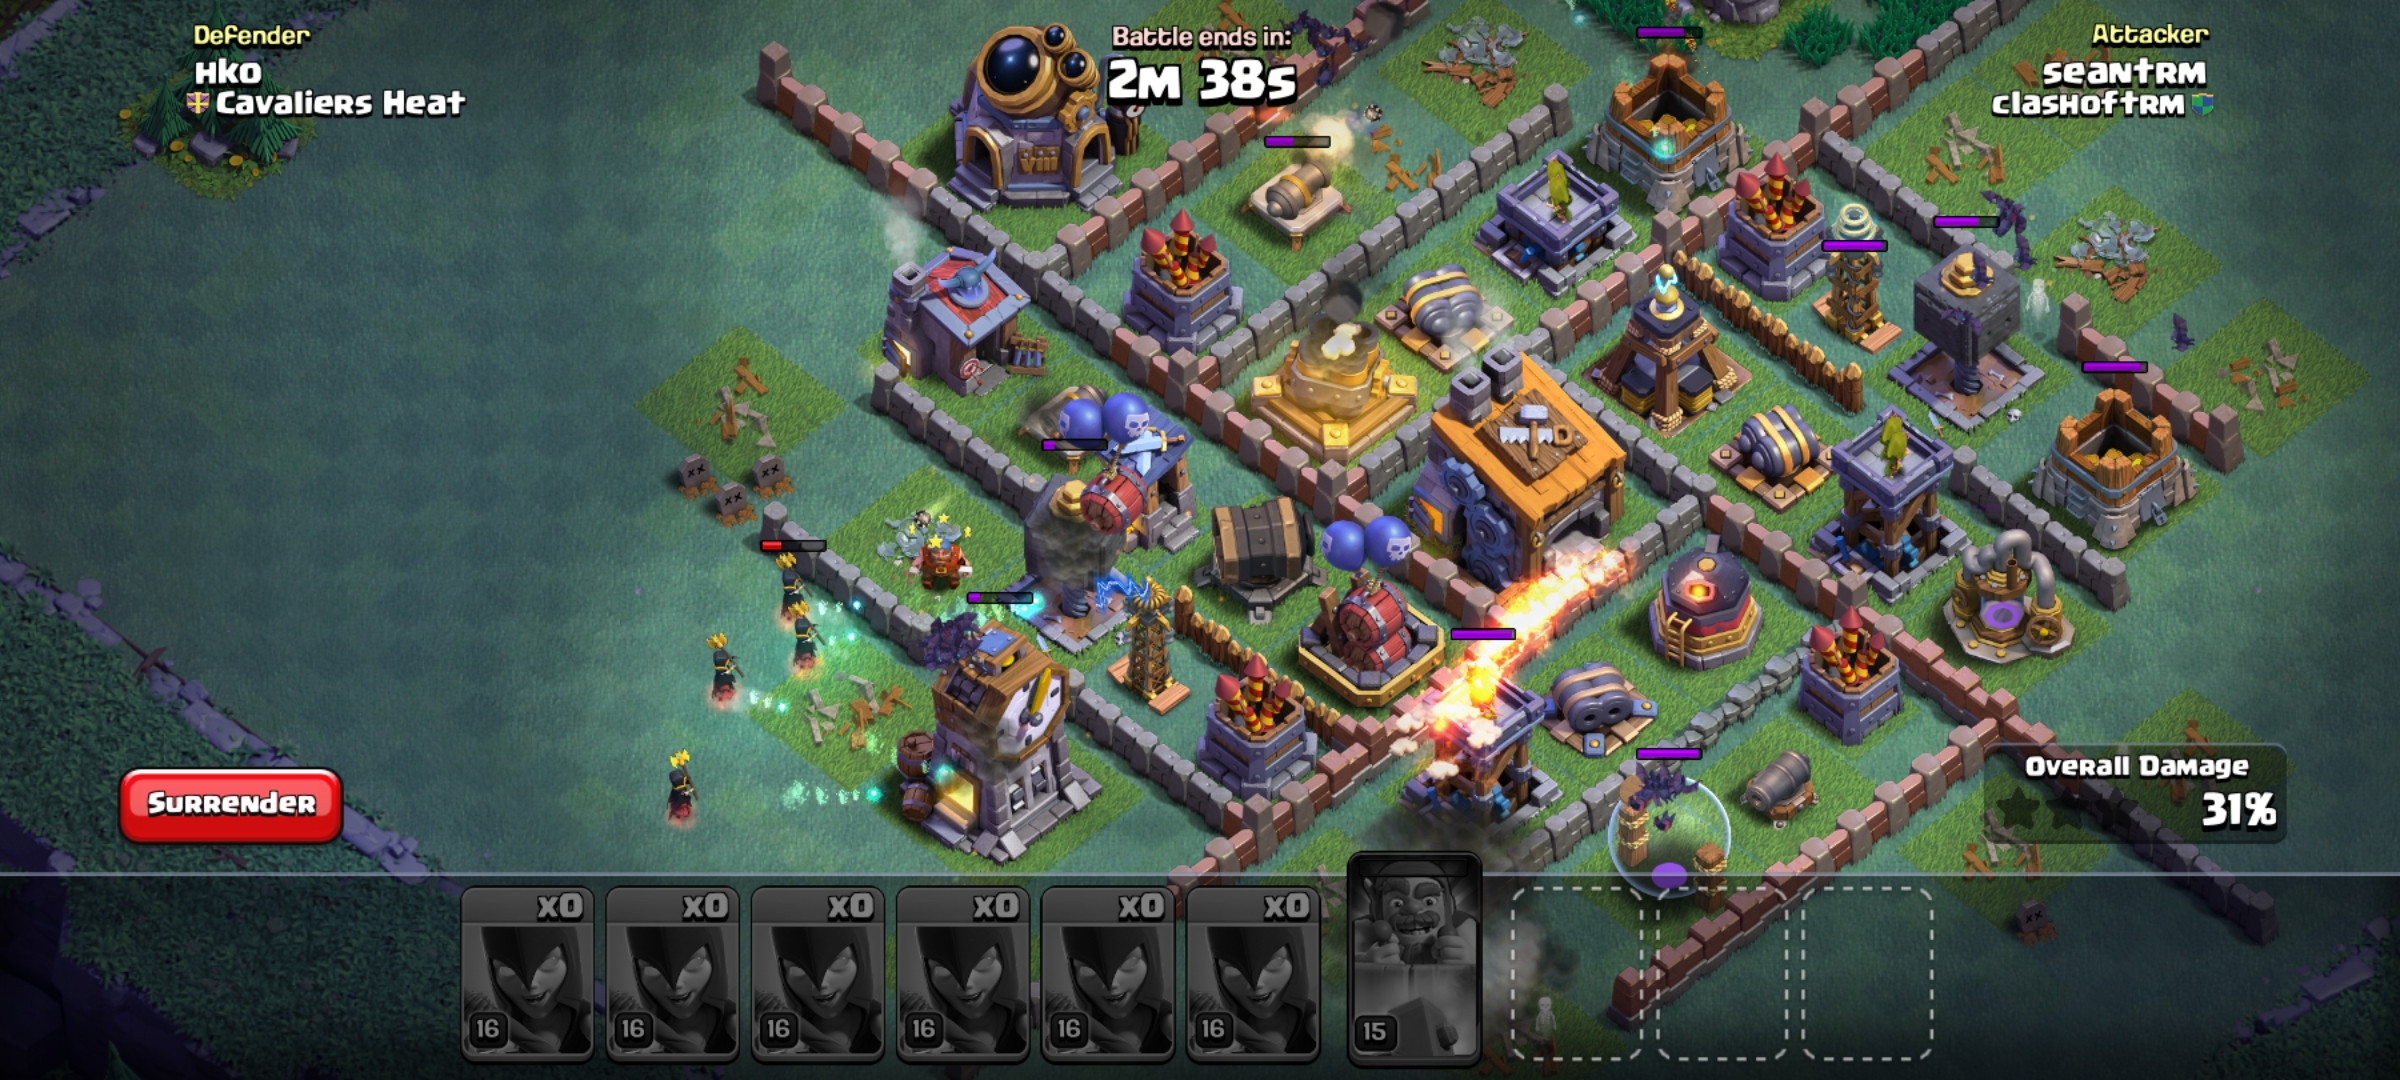 Defender
HKO
Cavaliers Heat
Battle ends in:
2M 38S
Attacker
seantRM
clashoftRM
VIII
Surrender
Overall Damage
31%
x0
x0
x0
x0
x0
x0
16
16
16
16
16
16
15